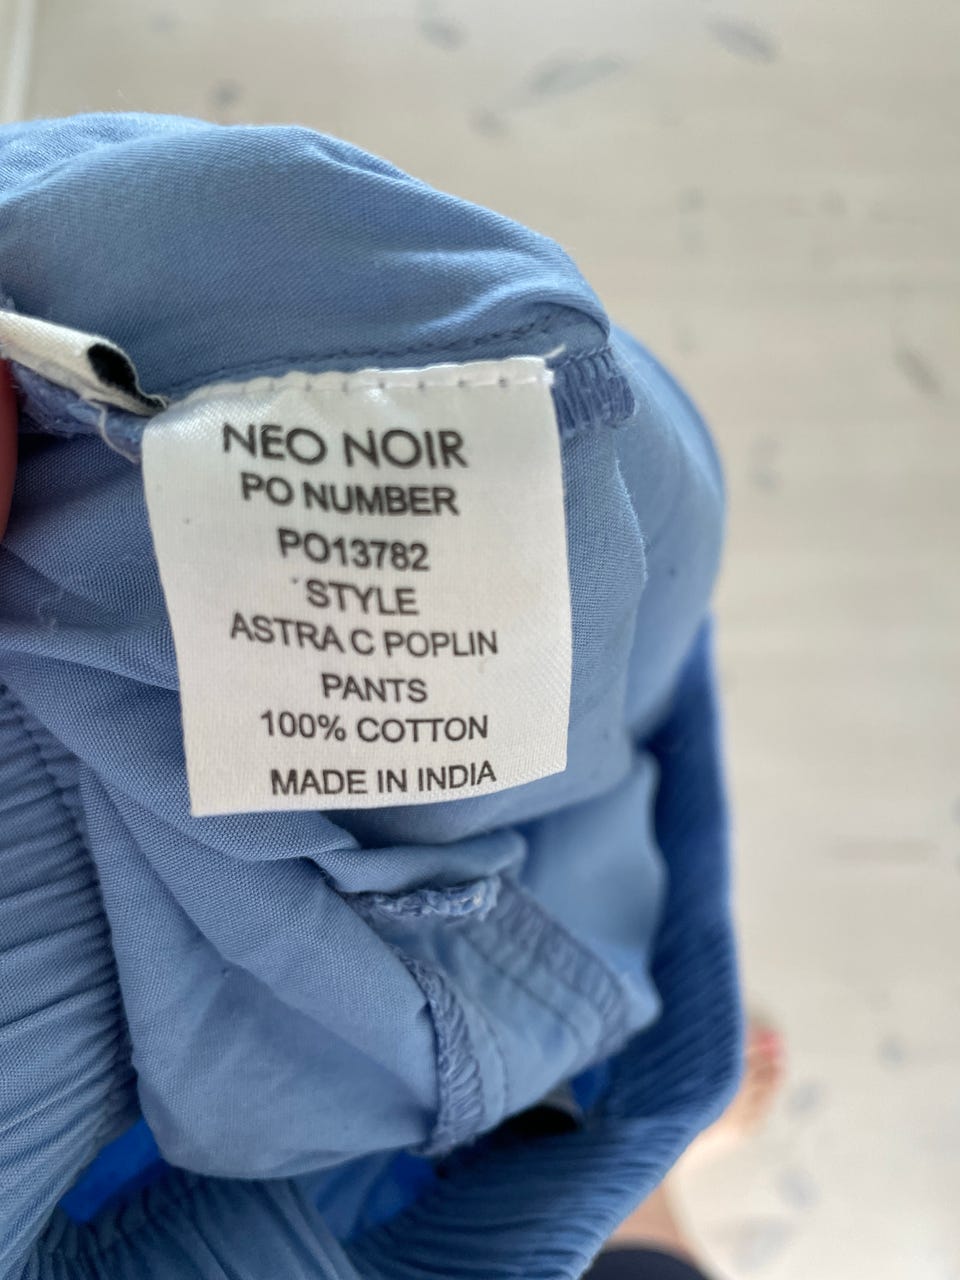 NEO NOIR
PO NUMBER
PO13782
STYLE
ASTRA C POPLIN
PANTS
100% COTTON
MADE IN INDIA